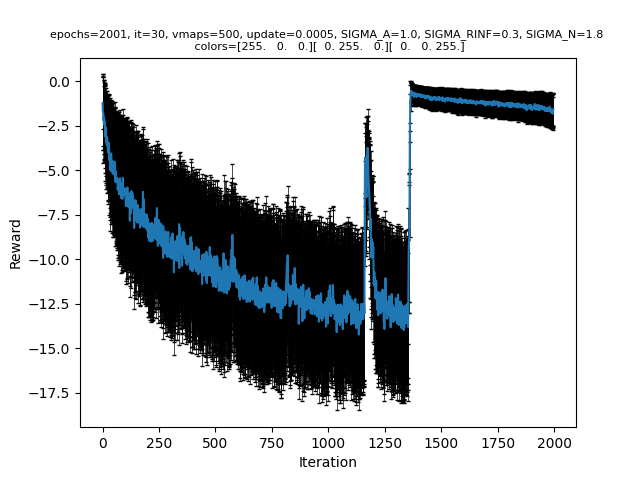 epochs=2001, it=30, vmaps=500, update=0.0005, SIGMA_A=1.0, SIGMA_RINF=0.3, SIGMA_N=1.8
colors=[255. 0. 0.][ 0. 255. 0.][ 0. 0. 255.]
0.0
−2.5
−5.0
−7.5
−10.0
−12.5
−15.0
−17.5
Reward
0 250 500 750 1000 1250 1500 1750 2000
Iteration